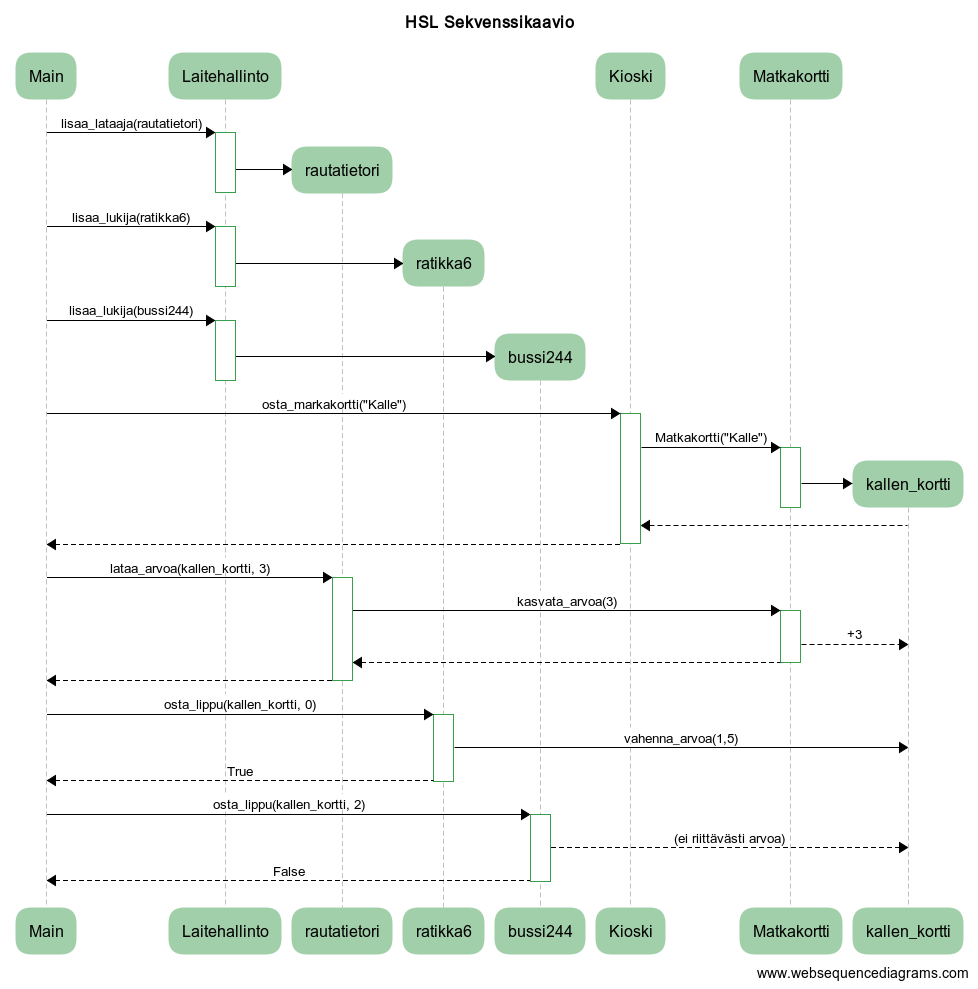 HSL Sekvenssikaavio
Main Laitehallinto Kioski Matkakortti
lisaa_lataaja(rautatietori)
rautatietori
lisaa_lukija(ratikka6)
ratikka6
lisaa_lukija(bussi244)
bussi244
osta_markakortti("Kalle")
Matkakortti("Kalle")
kallen_kortti
lataa_arvoa(kallen_kortti, 3)
kasvata_arvoa(3)
+3
osta_lippu(kallen_kortti, 0)
vahenna_arvoa(1,5)
True
osta_lippu(kallen_kortti, 2)
(ei riittävästi arvoa)
False
Main Laitehallinto rautatietori ratikka6 bussi244 Kioski Matkakortti kallen_kortti
www.websequencediagrams.com